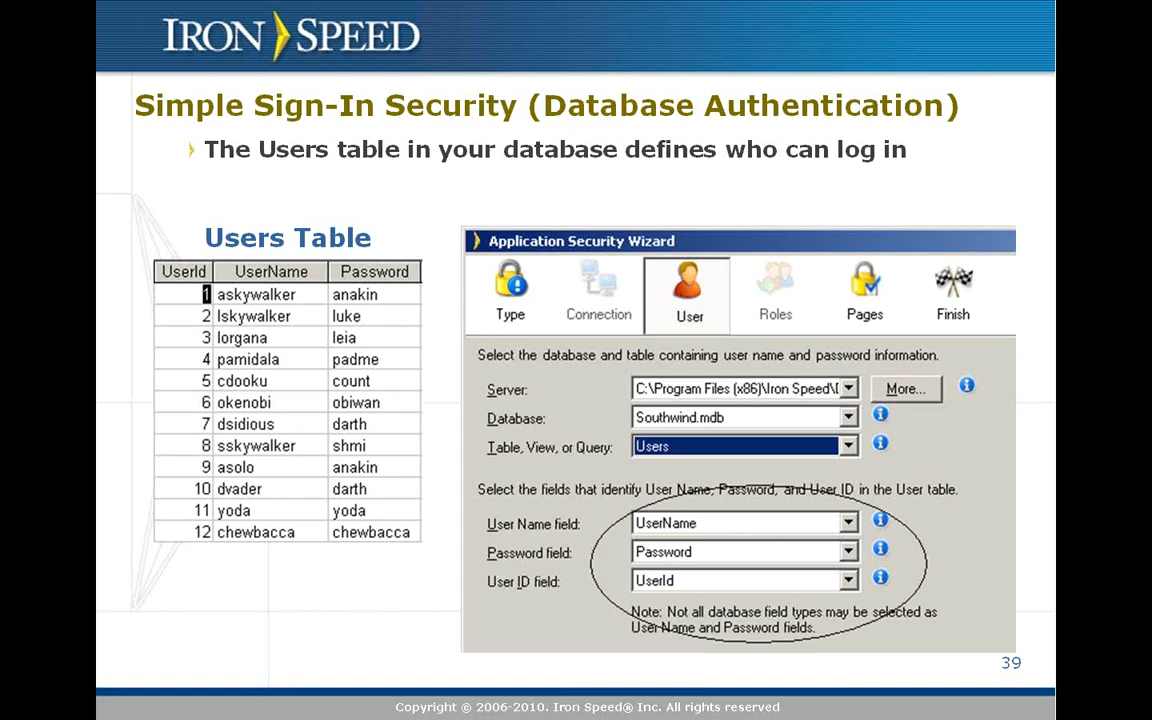 IRON SPEED
Simple Sign-In Security (Database Authentication)
The Users table in your database defines who can log in
Users Table
UserId UserName Password
1 askywalker anakin
2 lskywalker luke
3 lorgana leia
4 pamidala padme
5 cdooku count
6 okenobi obiwan
7 dsidious darth
8 sskywalker shmi
9 asolo anakin
10 dvader darth
11 yoda yoda
12 chewbacca chewbacca
Application Security Wizard
Type Connection User Roles Pages Finish
Select the database and table containing user name and password information.
Server: C:\Program Files (x86)\Iron Speed\ More...
Database: Southwind.mdb
Table, View, or Query: Users
Select the fields that identify User Name, Password, and User ID in the User table.
User Name field: UserName
Password field: Password
User ID field: UserId
Note: Not all database field types may be selected as
User Name and Password fields.
39
Copyright © 2006-2010. Iron Speed® Inc. All rights reserved